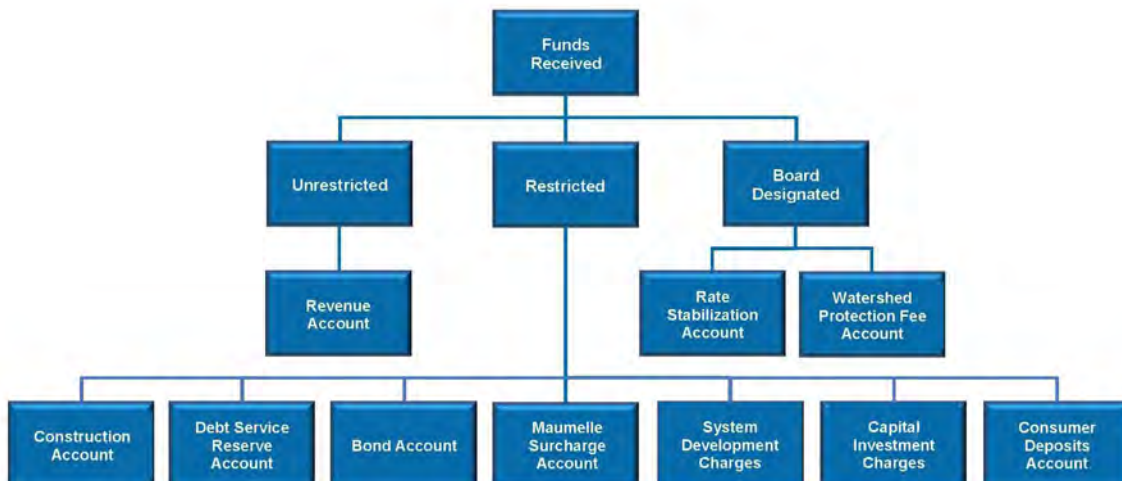 Funds
Received
Unrestricted
Restricted
Board
Designated
Revenue
Account
Rate
Stabilization
Account
Watershed
Protection Fee
Account
Construction
Account
Debt Service
Reserve
Account
Bond Account
Maumelle
Surcharge
Account
System
Development
Charges
Capital
Investment
Charges
Consumer
Deposits
Account